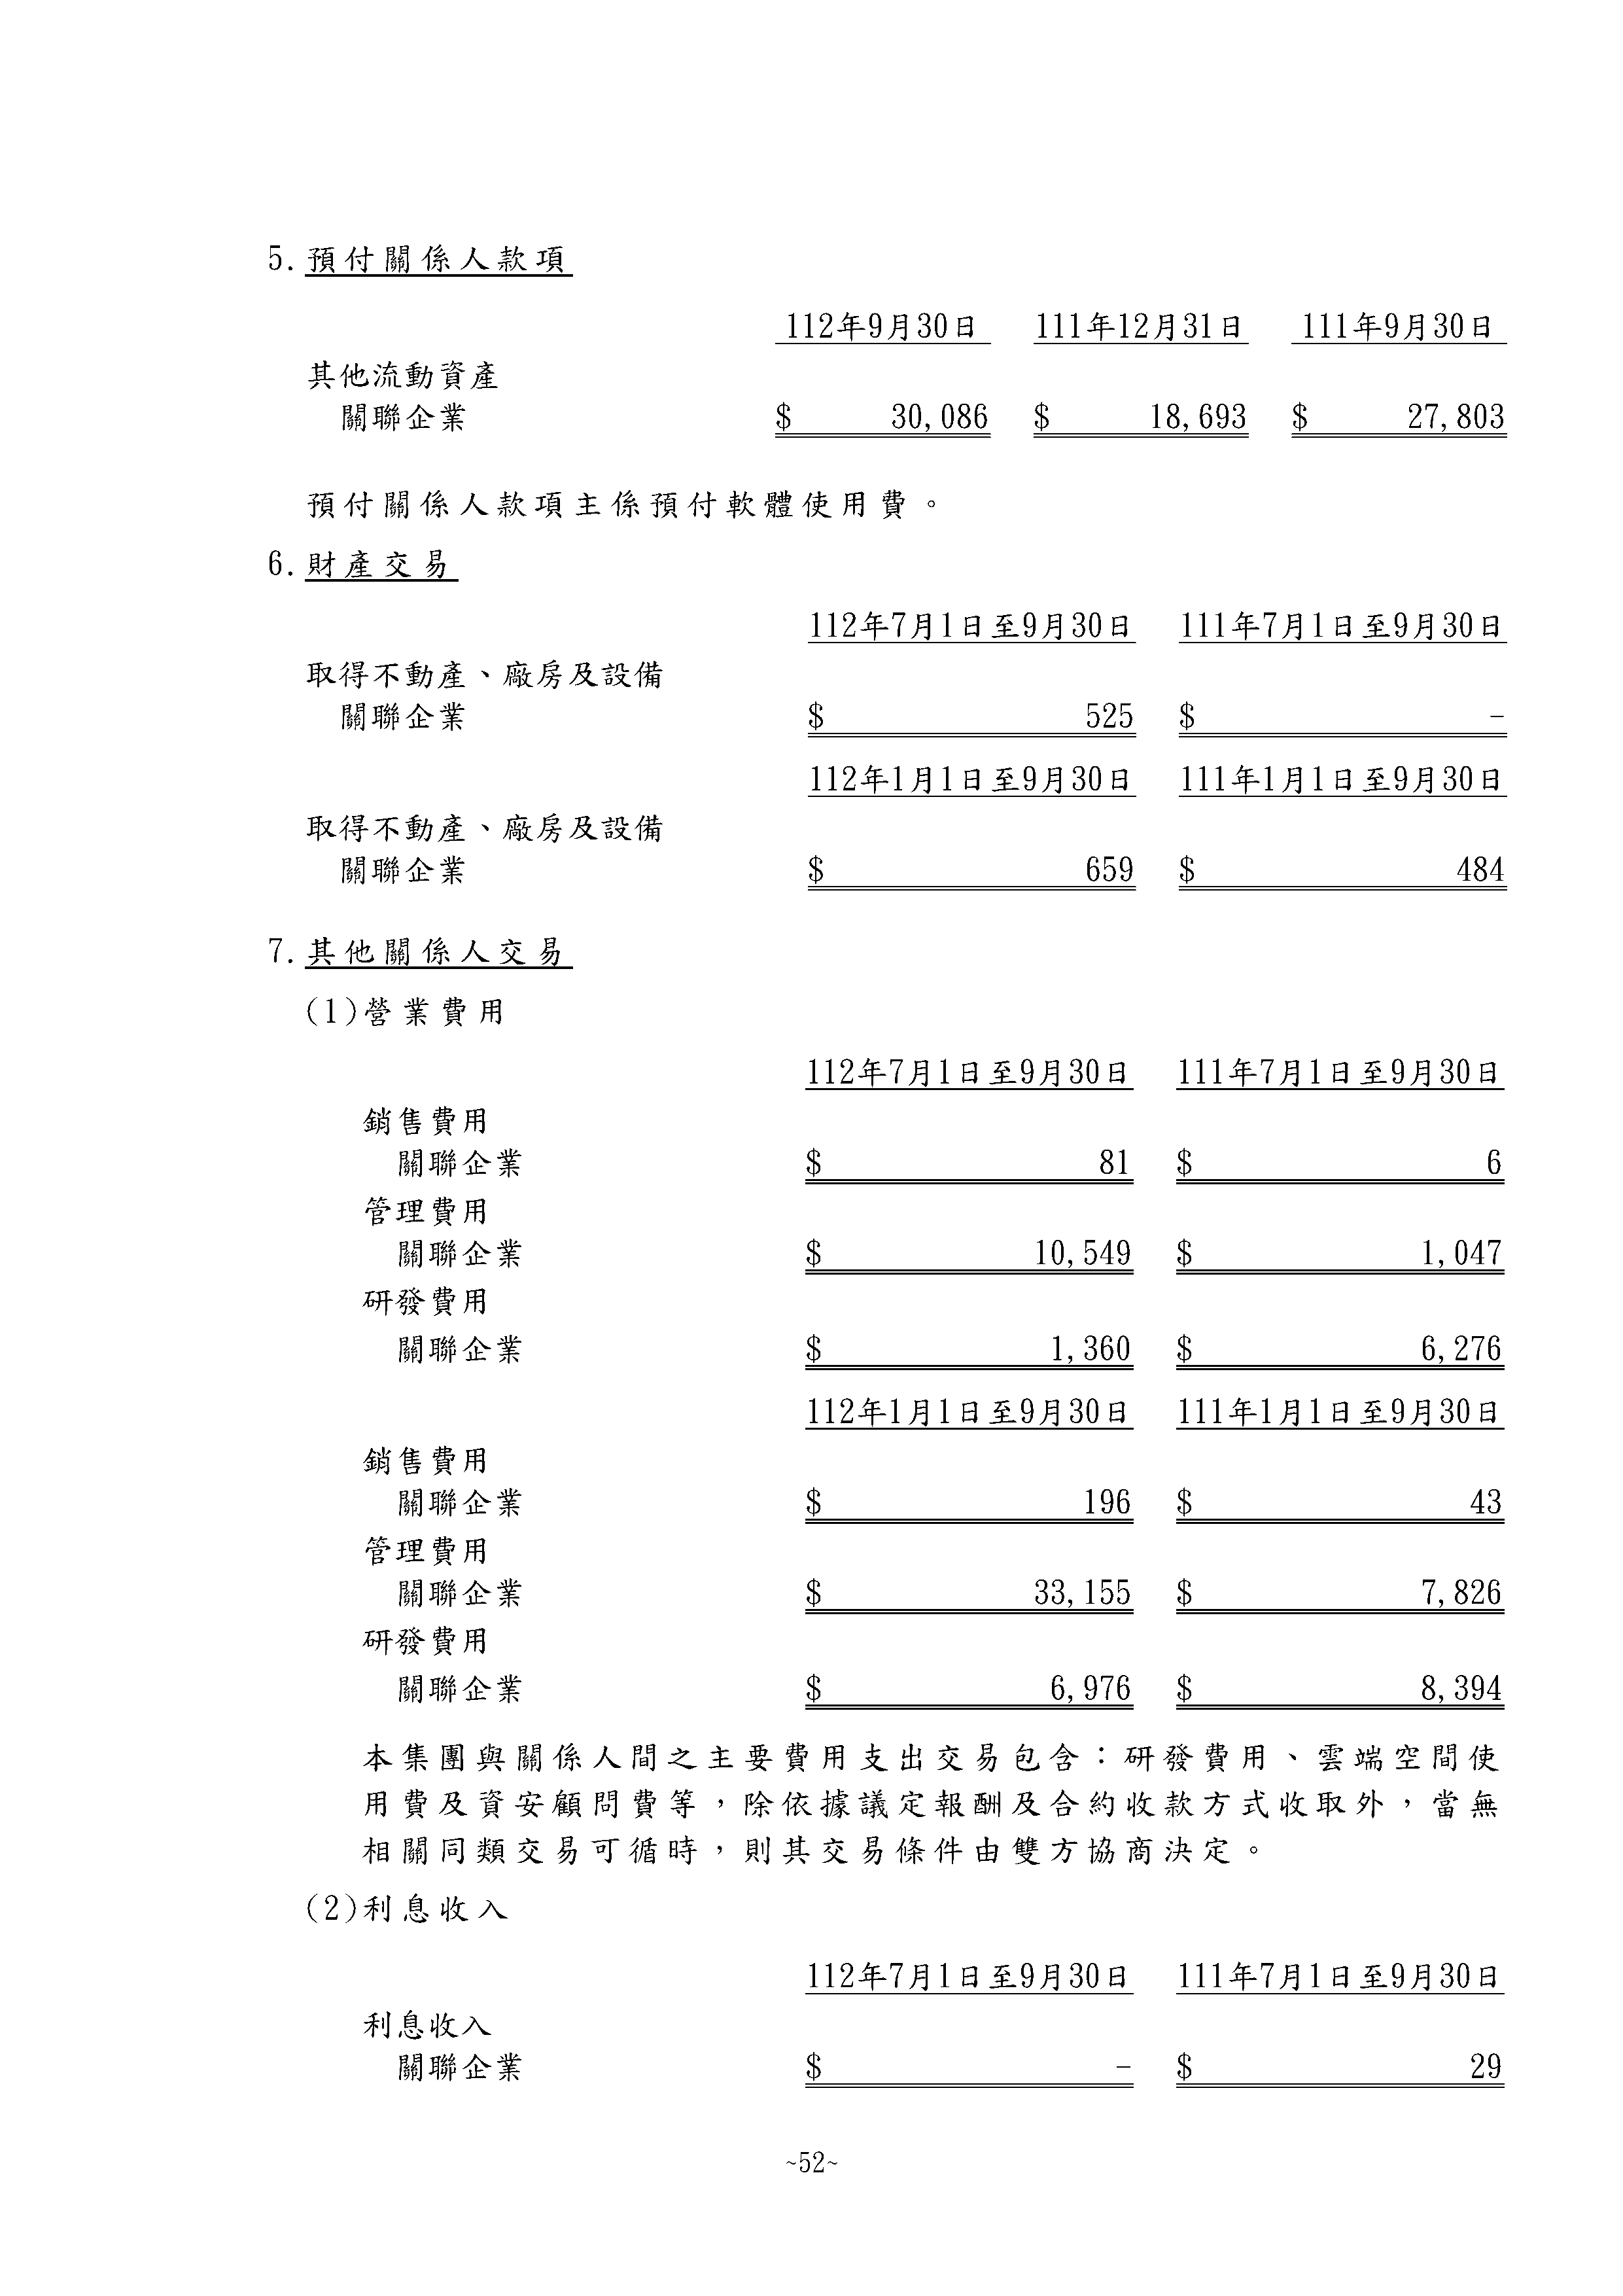 5.預付關係人款項
112年9月30日 111年12月31日 111年9月30日
其他流動資產
關聯企業 $ 30,086 $ 18,693 $ 27,803
預付關係人款項主係預付軟體使用費。
6.財產交易
112年7月1日至9月30日 111年7月1日至9月30日
取得不動產、廠房及設備
關聯企業 $ 525 $ -
112年1月1日至9月30日 111年1月1日至9月30日
取得不動產、廠房及設備
關聯企業 $ 659 $ 484
7.其他關係人交易
(1)營業費用
112年7月1日至9月30日 111年7月1日至9月30日
銷售費用
關聯企業 $ 81 $ 6
管理費用
關聯企業 $ 10,549 $ 1,047
研發費用
關聯企業 $ 1,360 $ 6,276
112年1月1日至9月30日 111年1月1日至9月30日
銷售費用
關聯企業 $ 196 $ 43
管理費用
關聯企業 $ 33,155 $ 7,826
研發費用
關聯企業 $ 6,976 $ 8,394
本集團與關係人間之主要費用支出交易包含：研發費用、雲端空間使
用費及資安顧問費等，除依據議定報酬及合約收款方式收取外，當無
相關同類交易可循時，則其交易條件由雙方協商決定。
(2)利息收入
112年7月1日至9月30日 111年7月1日至9月30日
利息收入
關聯企業 $ - $ 29
~52~